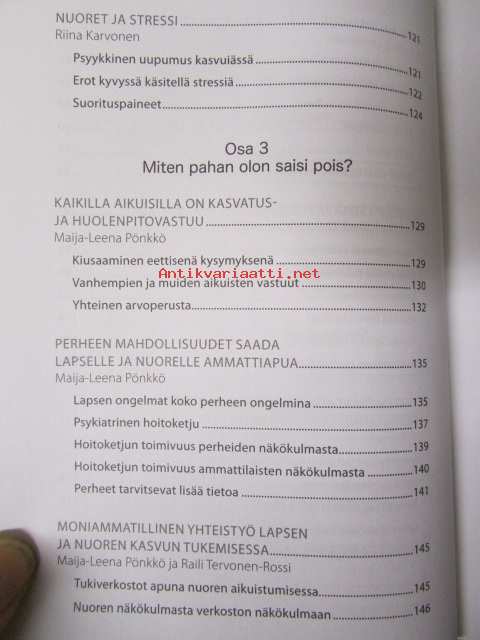 NUORET JA STRESSI 121
Riina Karvonen
Psyykkinen uupumus kasvuiässä 121
Erot kyvyssä käsitellä stressiä 122
Suorituspaineet 124
Osa 3
Miten pahan olon saisi pois?
KAIKILLA AIKUISILLA ON KASVATUS-
JA HUOLENPITOVASTUU 129
Maija-Leena Pönkkö
Kiusaaminen eettisenä kysymyksenä 129
Antikvariaatti.net
Vanhempien ja muiden aikuisten vastuut 130
Yhteinen arvoperusta 132
PERHEEN MAHDOLLISUUDET SAADA
LAPSELLE JA NUORELLE AMMATTIAPUA 135
Maija-Leena Pönkkö
Lapsen ongelmat koko perheen ongelmina 135
Psykiatrinen hoitoketju 137
Hoitoketjun toimivuus perheiden näkökulmasta 139
Hoitoketjun toimivuus ammattilaisten näkökulmasta 140
Perheet tarvitsevat lisää tietoa 141
MONIAMMATILLINEN YHTEISTYÖ LAPSEN
JA NUOREN KASVUN TUKEMISESSA 145
Maija-Leena Pönkkö ja Raili Tervonen-Rossi
Tukiverkostot apuna nuoren aikuistumisessa 145
Nuoren näkökulmasta verkoston näkökulmaan 146